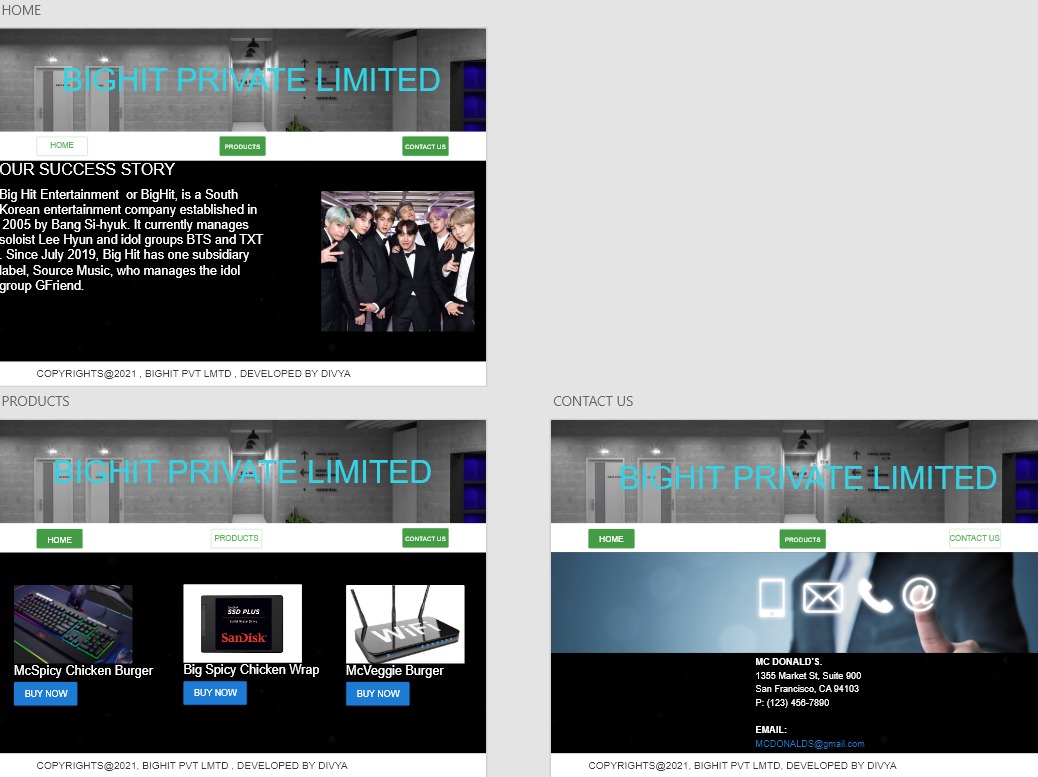 HOME
BIGHIT PRIVATE LIMITED
HOME
PRODUCTS
CONTACT US
OUR SUCCESS STORY
Big Hit Entertainment or BigHit, is a South
Korean entertainment company established in
2005 by Bang Si-hyuk. It currently manages
soloist Lee Hyun and idol groups BTS and TXT
. Since July 2019, Big Hit has one subsidiary
label, Source Music, who manages the idol
group GFriend.
COPYRIGHTS@2021 , BIGHIT PVT LMTD , DEVELOPED BY DIVYA
PRODUCTS
BIGHIT PRIVATE LIMITED
HOME
PRODUCTS
CONTACT US
SanDisk
SSD PLUS
SanDisk
WIFI
McSpicy Chicken Burger
Big Spicy Chicken Wrap
McVeggie Burger
BUY NOW
BUY NOW
BUY NOW
COPYRIGHTS@2021, BIGHIT PVT LMTD , DEVELOPED BY DIVYA
CONTACT US
BIGHIT PRIVATE LIMITED
HOME
PRODUCTS
CONTACT US
@
MC DONALD'S.
1355 Market St, Suite 900
San Francisco, CA 94103
P: (123) 456-7890
EMAIL:
MCDONALDS@gmail.com
COPYRIGHTS@2021, BIGHIT PVT LMTD, DEVELOPED BY DIVYA